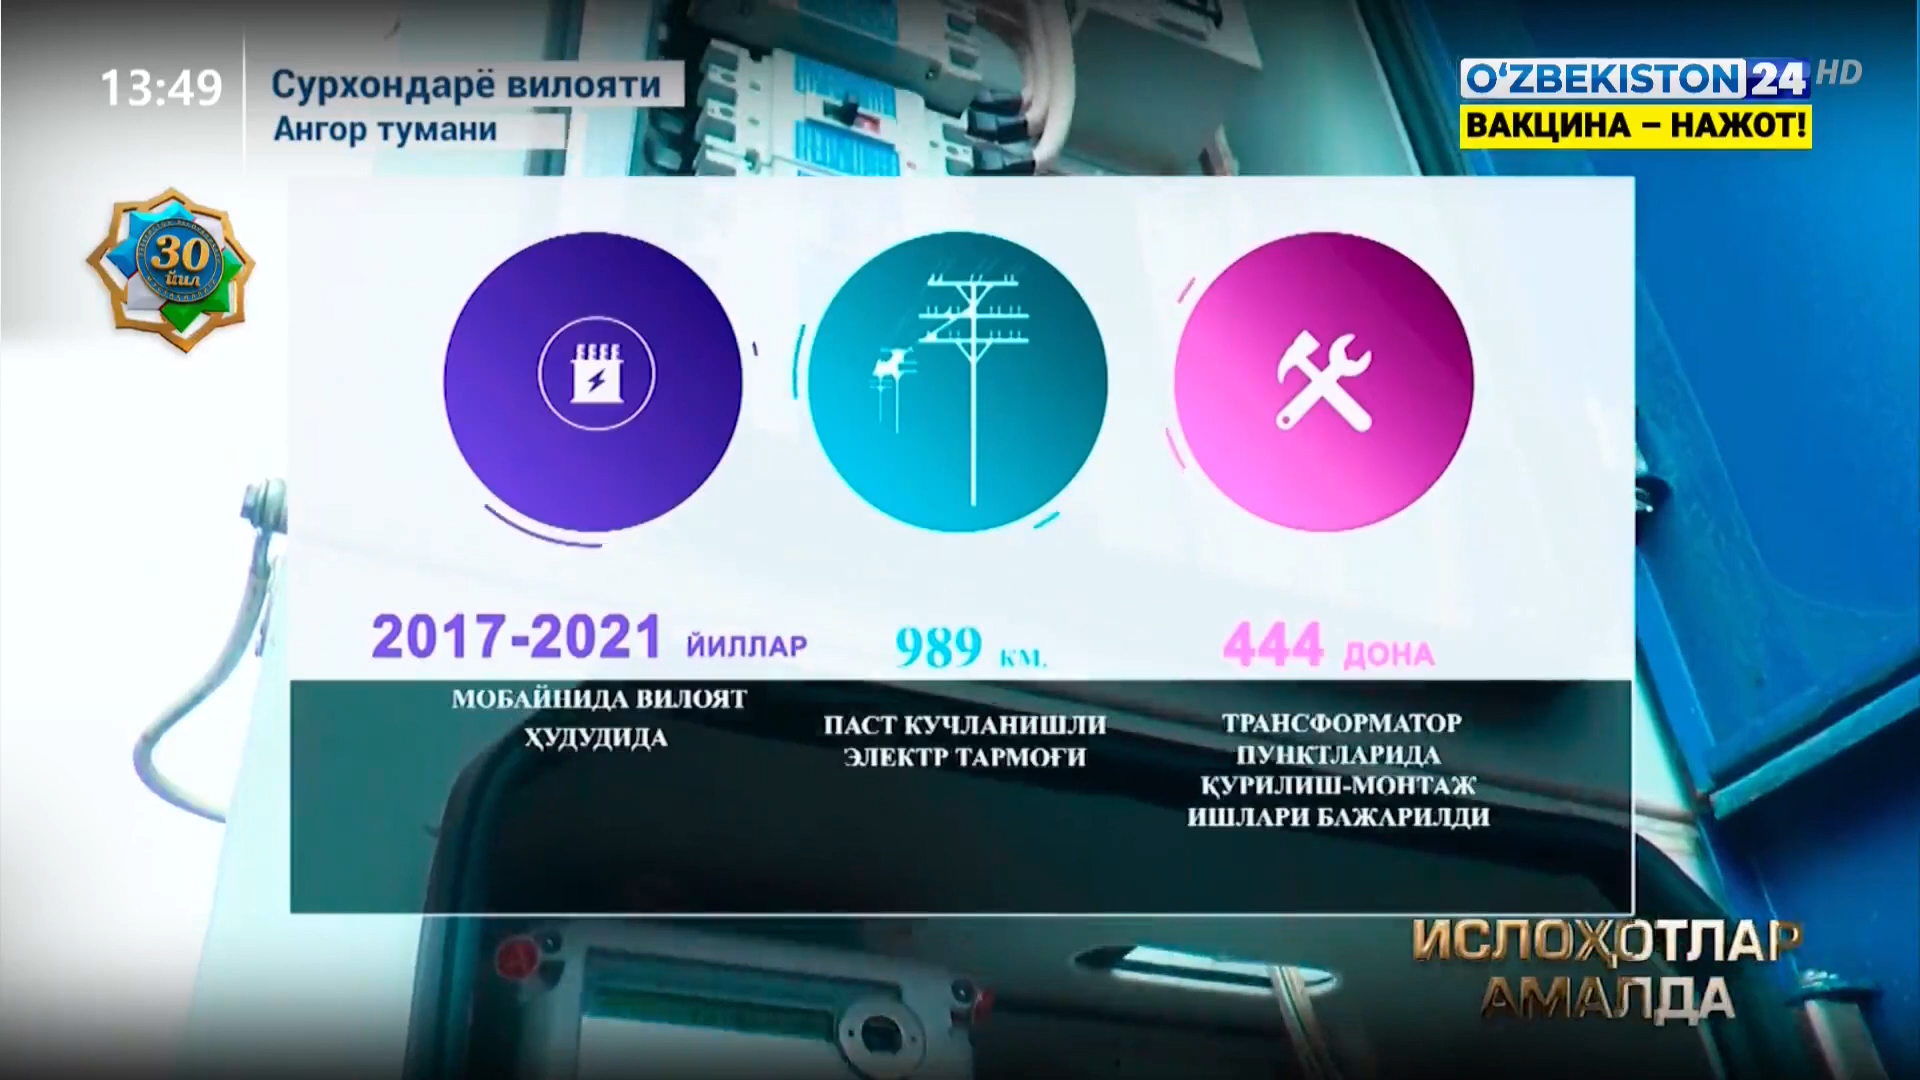 13:49
Сурхондарё вилояти
Ангор тумани
O‘ZBEKISTON 24 HD
ВАКЦИНА – НАЖОТ!
30
йил
2017-2021 ЙИЛЛАР
МОБАЙНИДА ВИЛОЯТ
ҲУДУДИДА
989 КМ.
ПАСТ КУЧЛАНИШЛИ
ЭЛЕКТР ТАРМОҒИ
444 ДОНА
ТРАНСФОРМАТОР
ПУНКТЛАРИДА
ҚУРИЛИШ-МОНТАЖ
ИШЛАРИ БАЖАРИЛДИ
ИСЛОҲОТЛАР
АМАЛДА